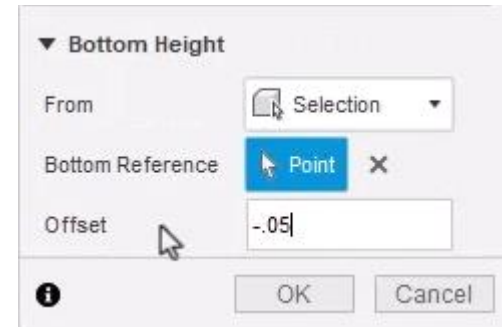 Bottom Height
From Selection
Bottom Reference Point
Offset -.05
OK Cancel